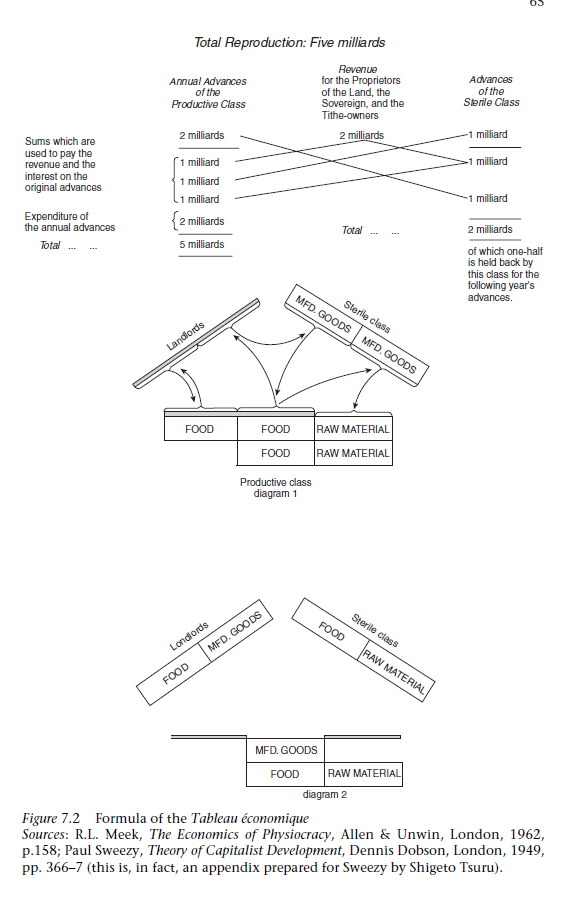 65
Total Reproduction: Five milliards
Annual Advances
of the
Productive Class
Revenue
for the Proprietors
of the Land, the
Sovereign, and the
Tithe-owners
Advances
of the
Sterile Class
Sums which are
used to pay the
revenue and the
interest on the
original advances
2 milliards
2 milliards
1 milliard
1 milliard
1 milliard
1 milliard
1 milliard
1 milliard
Expenditure of
the annual advances
2 milliards
Total ... ...
5 milliards
Total ... ...
2 milliards
of which one-half
is held back by
this class for the
following year's
advances.
Landlords
Sterile class
MFD. GOODS
MFD. GOODS
FOOD
FOOD
RAW MATERIAL
FOOD
RAW MATERIAL
Productive class
diagram 1
Londlords
FOOD
MFD. GOODS
Sterile class
FOOD
RAW MATERIAL
MFD. GOODS
FOOD
RAW MATERIAL
diagram 2
Figure 7.2 Formula of the Tableau économique
Sources: R.L. Meek, The Economics of Physiocracy, Allen & Unwin, London, 1962,
p.158; Paul Sweezy, Theory of Capitalist Development, Dennis Dobson, London, 1949,
pp. 366–7 (this is, in fact, an appendix prepared for Sweezy by Shigeto Tsuru).